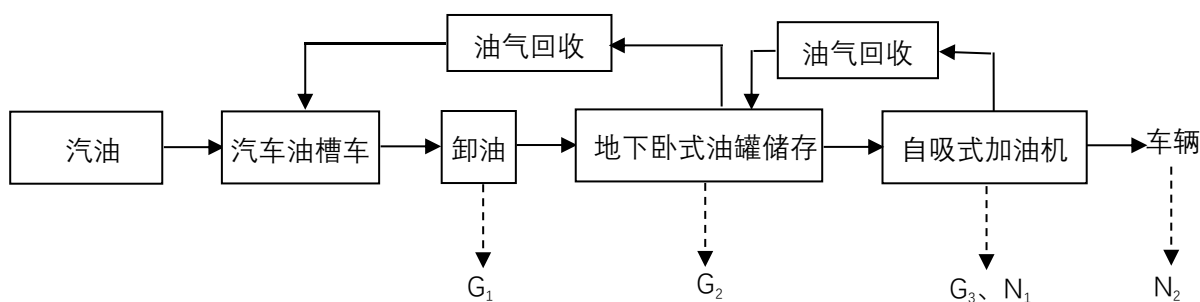 油气回收
油气回收
汽油
汽车油槽车
卸油
地下卧式油罐储存
自吸式加油机
车辆
G₁
G₂
G₃、N₁
N₂